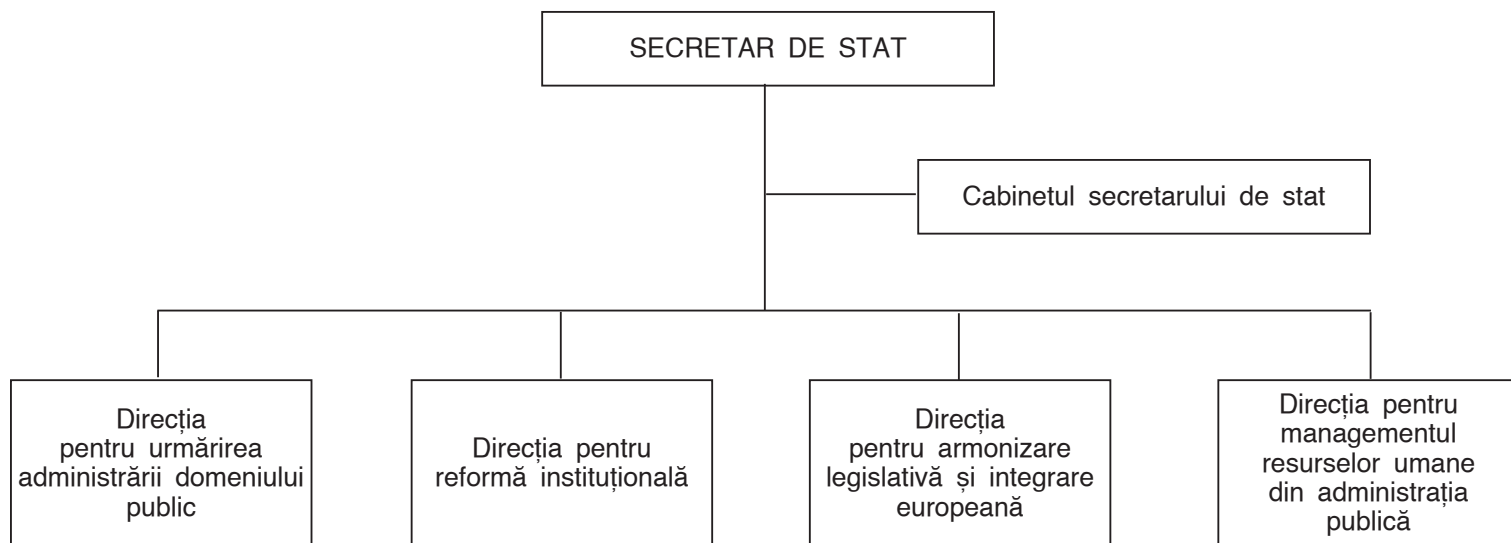 SECRETAR DE STAT
Cabinetul secretarului de stat
Direcția
pentru urmărirea
administrării domeniului
public
Direcția pentru
reformă instituțională
Direcția
pentru armonizare
legislativă și integrare
europeană
Direcția pentru
managementul
resurselor umane
din administrația
publică